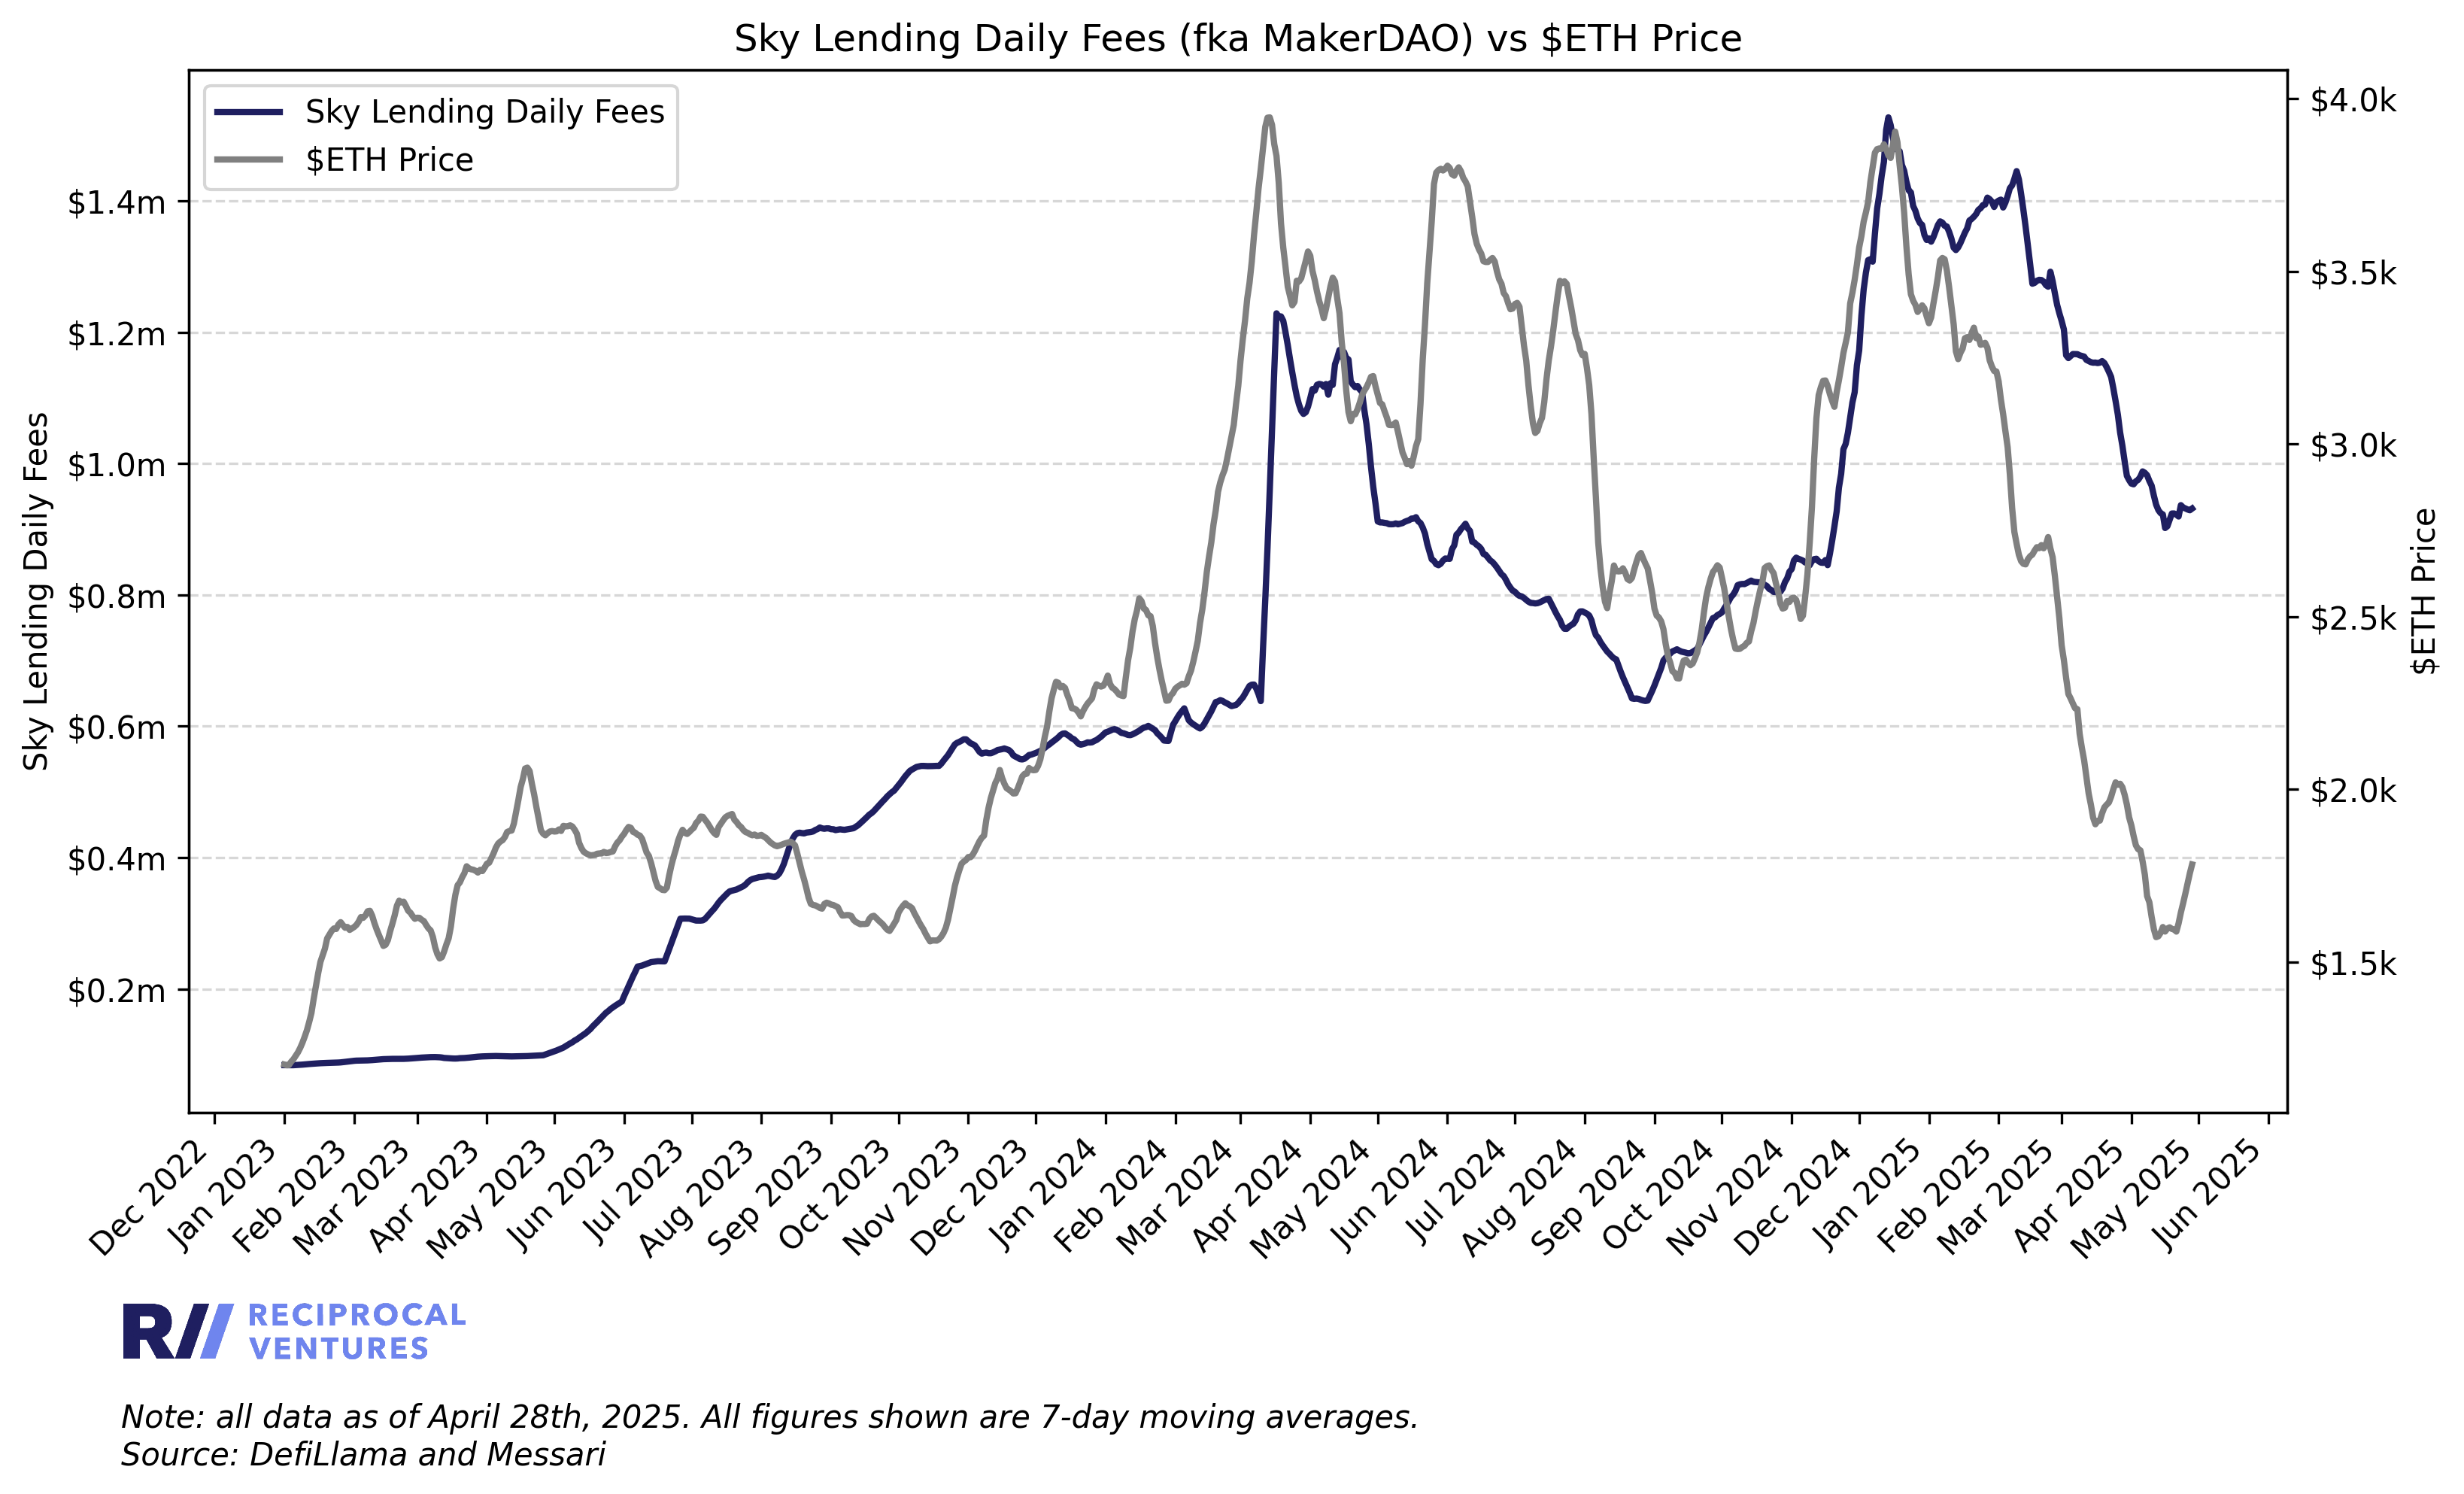 Sky Lending Daily Fees (fka MakerDAO) vs $ETH Price
Sky Lending Daily Fees
$ETH Price
Sky Lending Daily Fees
$1.4m
$1.2m
$1.0m
$0.8m
$0.6m
$0.4m
$0.2m
$4.0k
$3.5k
$3.0k
$2.5k
$2.0k
$1.5k
$ETH Price
Dec 2022
Jan 2023
Feb 2023
Mar 2023
Apr 2023
May 2023
Jun 2023
Jul 2023
Aug 2023
Sep 2023
Oct 2023
Nov 2023
Dec 2023
Jan 2024
Feb 2024
Mar 2024
Apr 2024
May 2024
Jun 2024
Jul 2024
Aug 2024
Sep 2024
Oct 2024
Nov 2024
Dec 2024
Jan 2025
Feb 2025
Mar 2025
Apr 2025
May 2025
Jun 2025
R// RECIPROCAL
VENTURES
Note: all data as of April 28th, 2025. All figures shown are 7-day moving averages.
Source: DefiLlama and Messari